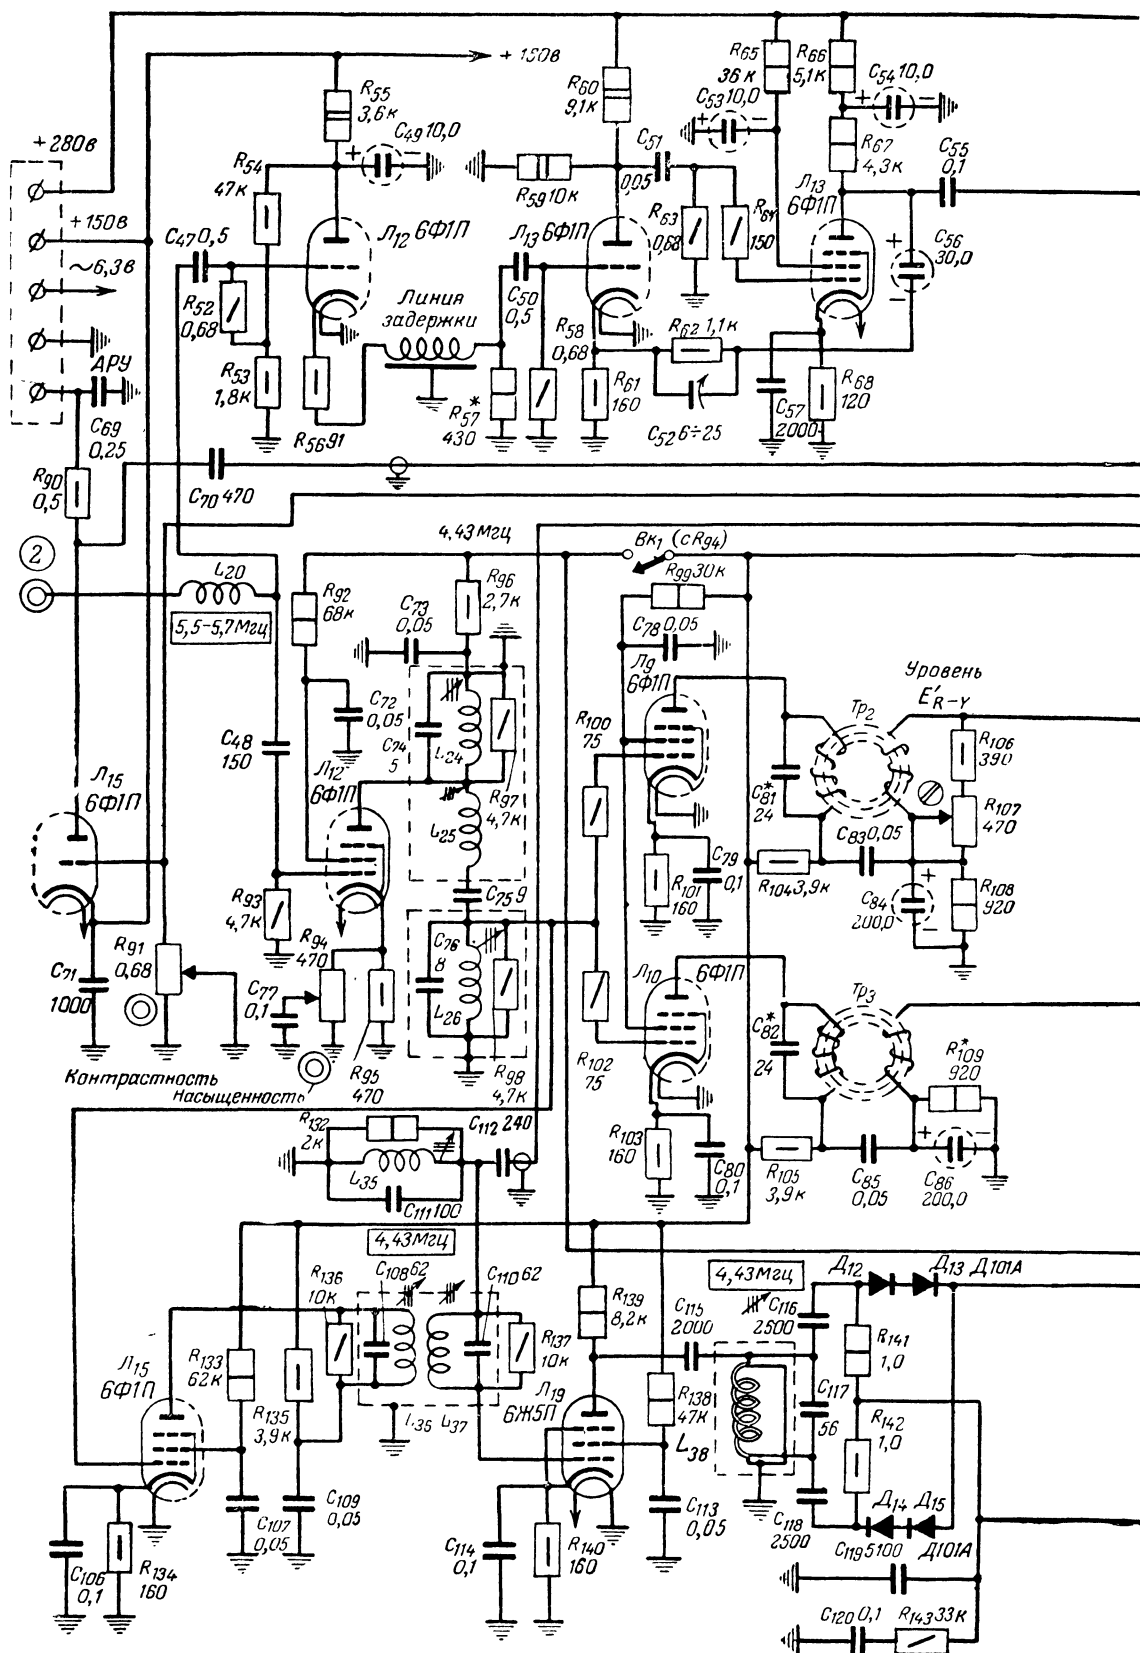 + 280в
+ 150в
~6,3в
АРУ
+ 150в
R55
3,6к
C49 10,0
R54
47к
C47 0,5
R52
0,68
R53
1,8к
Л12 6Ф1П
Линия
задержки
R56 91
R57*
430
R60
9,1к
R59 10к
C51
0,05
Л13 6Ф1П
C50
0,5
R58
0,68
R61
160
R62 1,1к
C52 6÷25
R63
0,68
R64
150
R65
36к
R66
5,1к
C53 10,0
C54 10,0
R67
4,3к
Л13
6Ф1П
C55
0,1
C56
30,0
C57
2000
R68
120
C69
0,25
R90
0,5
C70 470
2
L20
5,5-5,7Мгц
4,43Мгц
Вк1 (с R94)
R92
68к
C73
0,05
R96
2,7к
C72
0,05
C74
5
L24
R97
4,7к
L25
C75 9
C76
8
L26
R98
4,7к
C48
150
Л12
6Ф1П
R93
4,7к
R94
470
C77
0,1
R95
470
Л15
6Ф1П
C71
1000
R91
0,68
Контрастность
Насыщенность
R99 30к
C78 0,05
Л9
6Ф1П
R100
75
R101
160
C79
0,1
R102
75
Л10
6Ф1П
R103
160
C80
0,1
Уровень
E′R-Y
Тр2
C81*
24
R104 3,9к
C83 0,05
C84
200,0
R106
390
R107
470
R108
920
Тр3
C82*
24
R105
3,9к
C85
0,05
C86
200,0
R109*
920
R132
2к
L35
C111 100
C112 240
4,43Мгц
R136
10к
C108 62
C110 62
R137
10к
L36
L37
Л15
6Ф1П
R133
62к
R135
3,9к
C109
0,05
C107
0,05
C106
0,1
R134
160
R139
8,2к
Л19
6Ж5П
R138
47к
C114
0,1
R140
160
C113
0,05
C115
2000
4,43Мгц
L38
C116
2500
C117
56
C118
2500
Д12
Д13 Д101А
R141
1,0
R142
1,0
Д14
Д15
Д101А
C119 5100
C120 0,1
R143 33к